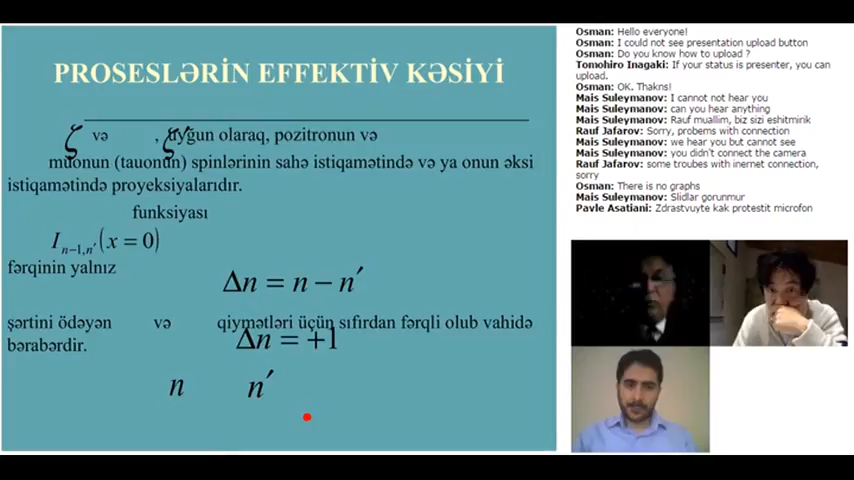 PROSESLƏRİN EFFEKTİV KƏSİYİ
ζ və ζ′ , uyğun olaraq, pozitronun və
muonun (tauonun) spinlərinin sahə istiqamətində və ya onun əksi
istiqamətində proyeksiyalarıdır.
funksiyası
I n−1,n′ (x = 0)
fərqinin yalnız
Δn = n − n′
şərtini ödəyən və qiymətləri üçün sıfırdan fərqli olub vahidə
bərabərdir.
Δn = +1
n n′
Osman: Hello everyone!
Osman: I could not see presentation upload button
Osman: Do you know how to upload ?
Tomohiro Inagaki: If your status is presenter, you can
upload.
Osman: OK. Thakns!
Mais Suleymanov: I cannot not hear you
Mais Suleymanov: can you hear anything
Mais Suleymanov: Rauf muallim, biz sizi eshitmirik
Rauf Jafarov: Sorry, probems with connection
Mais Suleymanov: we hear you but cannot see
Mais Suleymanov: you didn't connect the camera
Rauf Jafarov: some troubes with inernet connection,
sorry
Osman: There is no graphs
Mais Suleymanov: Slidlar gorunmur
Pavle Asatiani: Zdrastvuyte kak protestit microfon